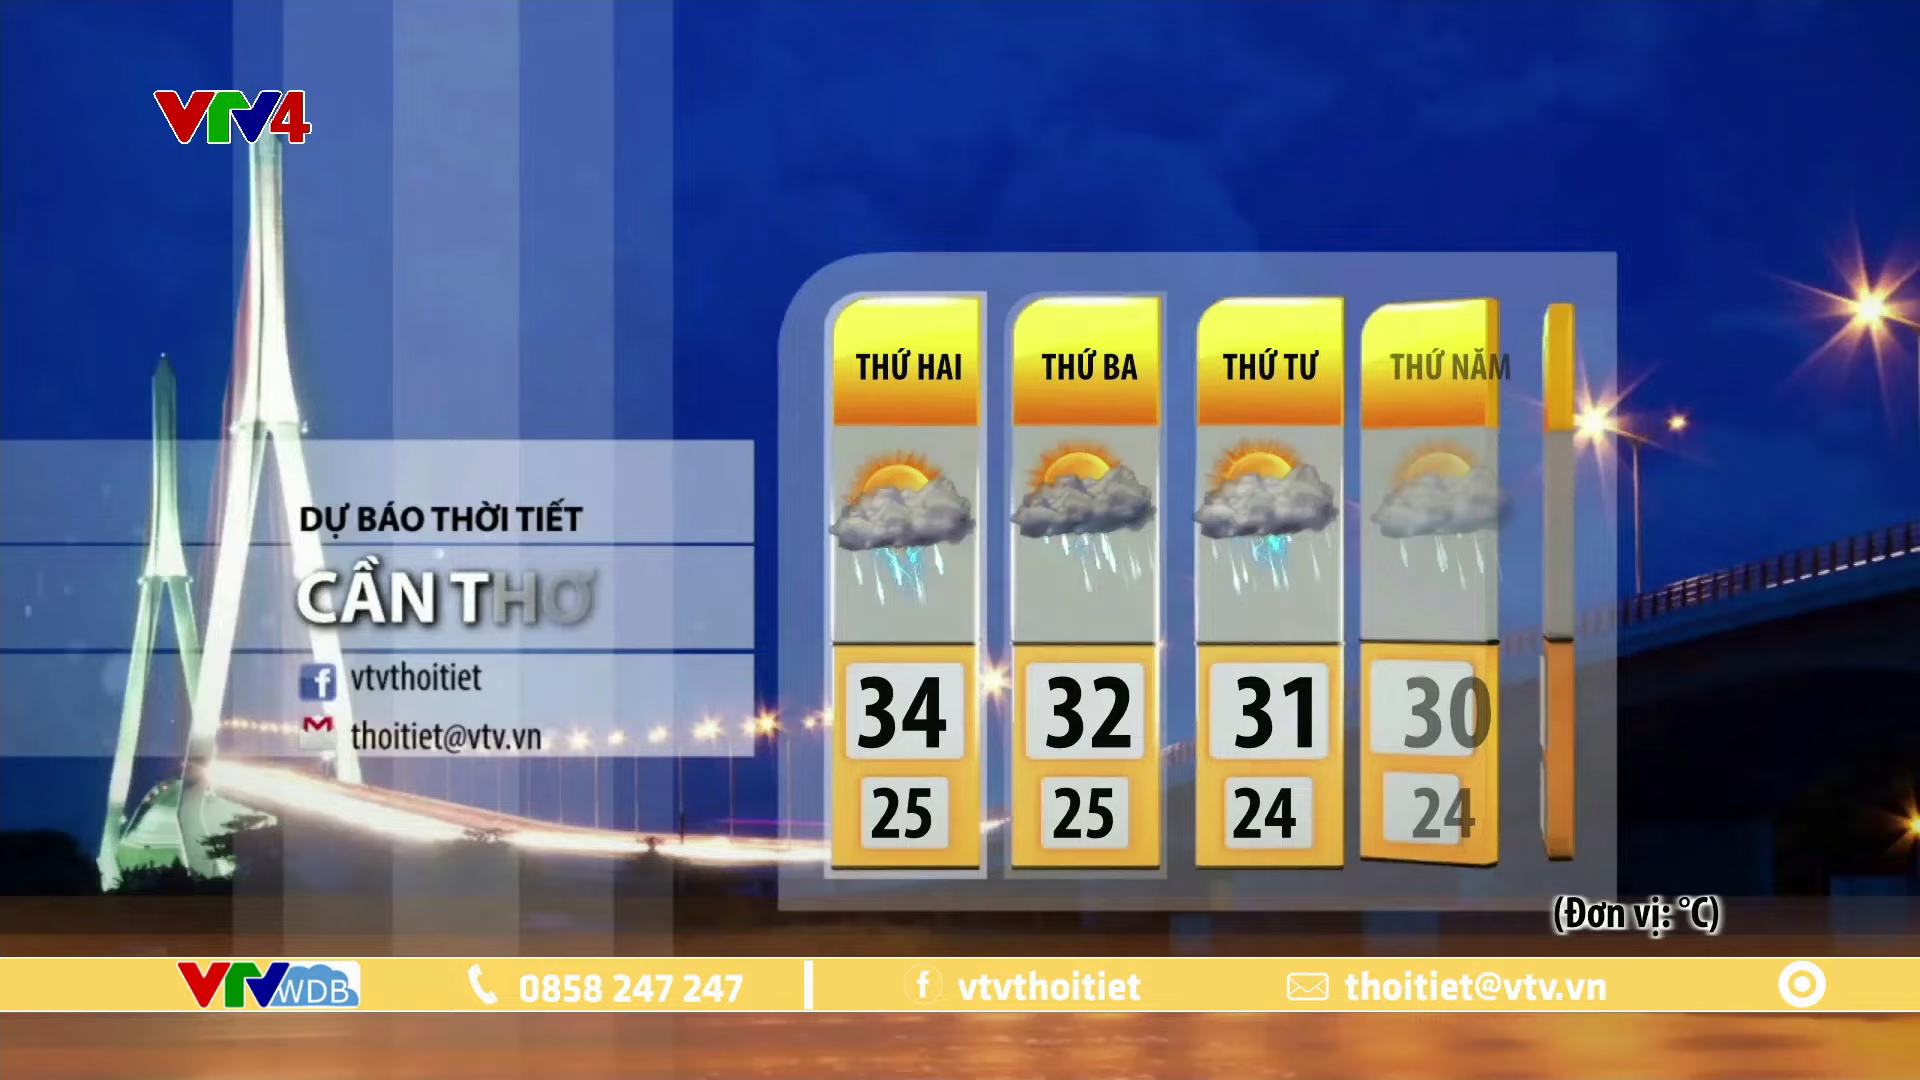 VTV4
DỰ BÁO THỜI TIẾT
CẦN THƠ
vtvthoitiet
thoitiet@vtv.vn
THỨ HAI
THỨ BA
THỨ TƯ
THỨ NĂM
34
32
31
30
25
25
24
24
(Đơn vị: °C)
VTV WDB
0858 247 247
vtvthoitiet
thoitiet@vtv.vn